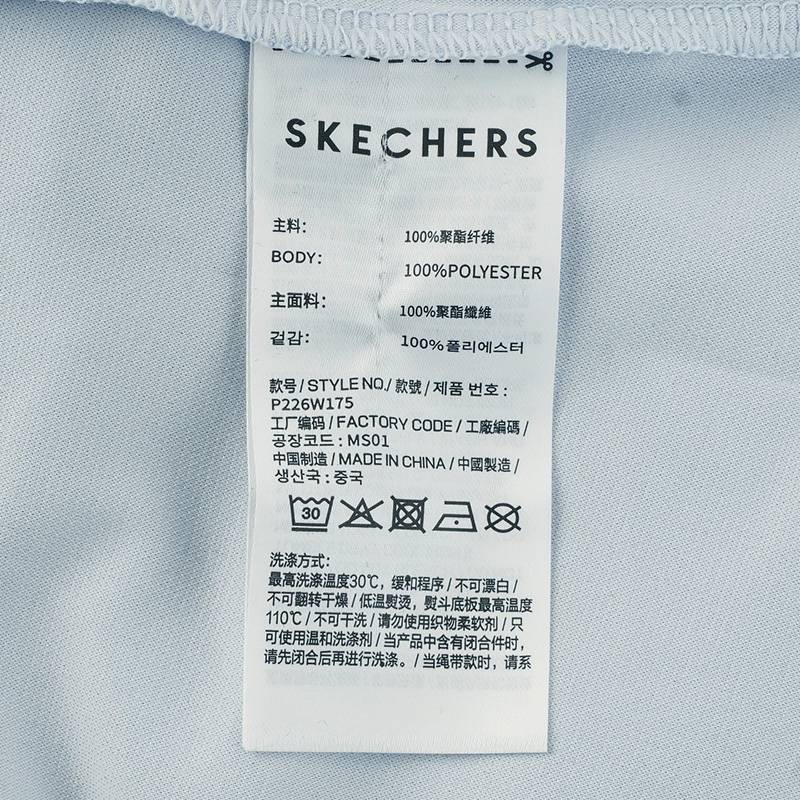 SKECHERS
主料： 100%聚酯纤维
BODY: 100%POLYESTER
主面料： 100%聚酯纖維
겉감: 100%폴리에스터
款号/STYLE NO./款號/제품 번호:
P226W175
工厂编码/FACTORY CODE/工廠編碼/
공장코드:MS01
中国制造/MADE IN CHINA/中國製造/
생산국:중국
30
洗涤方式：
最高洗涤温度30℃，缓和程序/不可漂白/
不可翻转干燥/低温熨烫，熨斗底板最高温度
110℃/不可干洗/请勿使用织物柔软剂/只
可使用温和洗涤剂/当产品中含有闭合件时，
请先闭合后再进行洗涤。/当绳带款时，请系